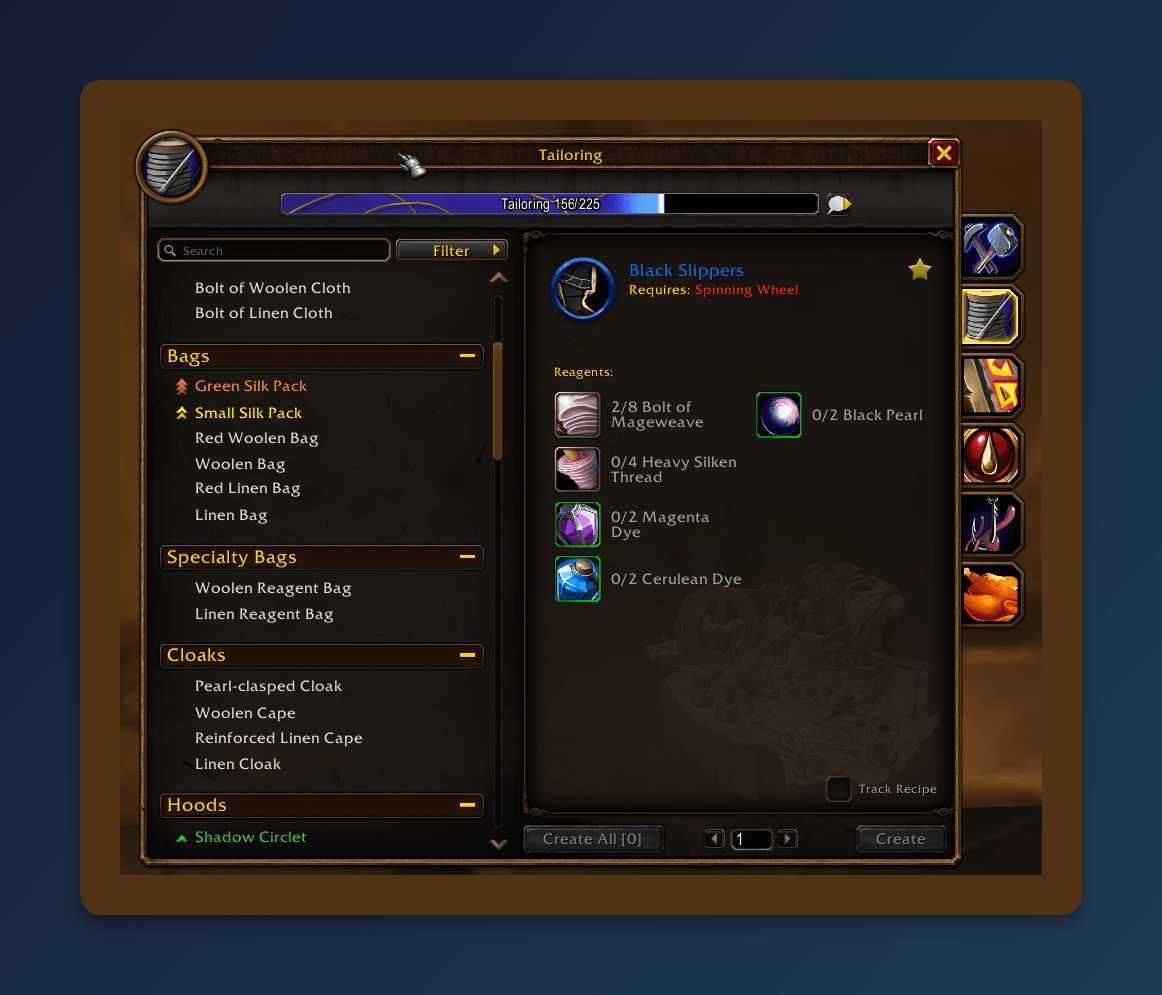 Tailoring
Tailoring 156/225
Search
Filter
Bolt of Woolen Cloth
Bolt of Linen Cloth
Bags
Green Silk Pack
Small Silk Pack
Red Woolen Bag
Woolen Bag
Red Linen Bag
Linen Bag
Specialty Bags
Woolen Reagent Bag
Linen Reagent Bag
Cloaks
Pearl-clasped Cloak
Woolen Cape
Reinforced Linen Cape
Linen Cloak
Hoods
Shadow Circlet
Black Slippers
Requires: Spinning Wheel
Reagents:
2/8 Bolt of
Mageweave
0/2 Black Pearl
0/4 Heavy Silken
Thread
0/2 Magenta
Dye
0/2 Cerulean Dye
Track Recipe
Create All [0]
1
Create